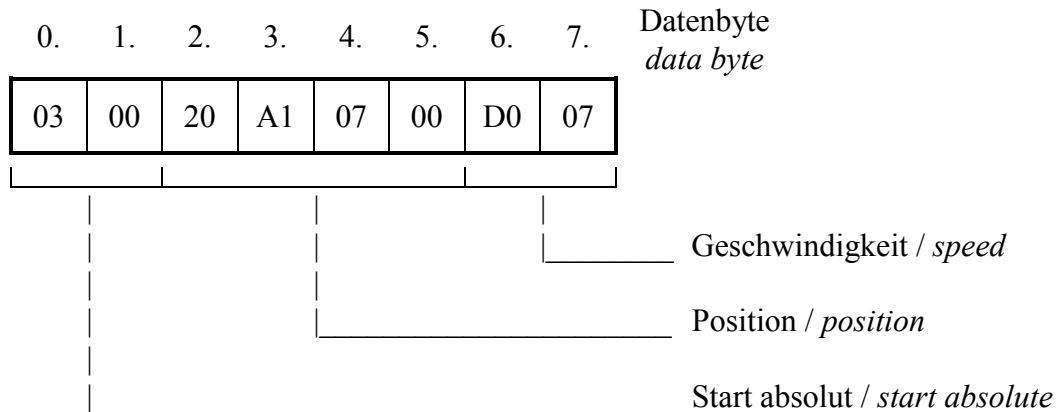 0. 1. 2. 3. 4. 5. 6. 7. Datenbyte
data byte
03 00 20 A1 07 00 D0 07
Geschwindigkeit / speed
Position / position
Start absolut / start absolute